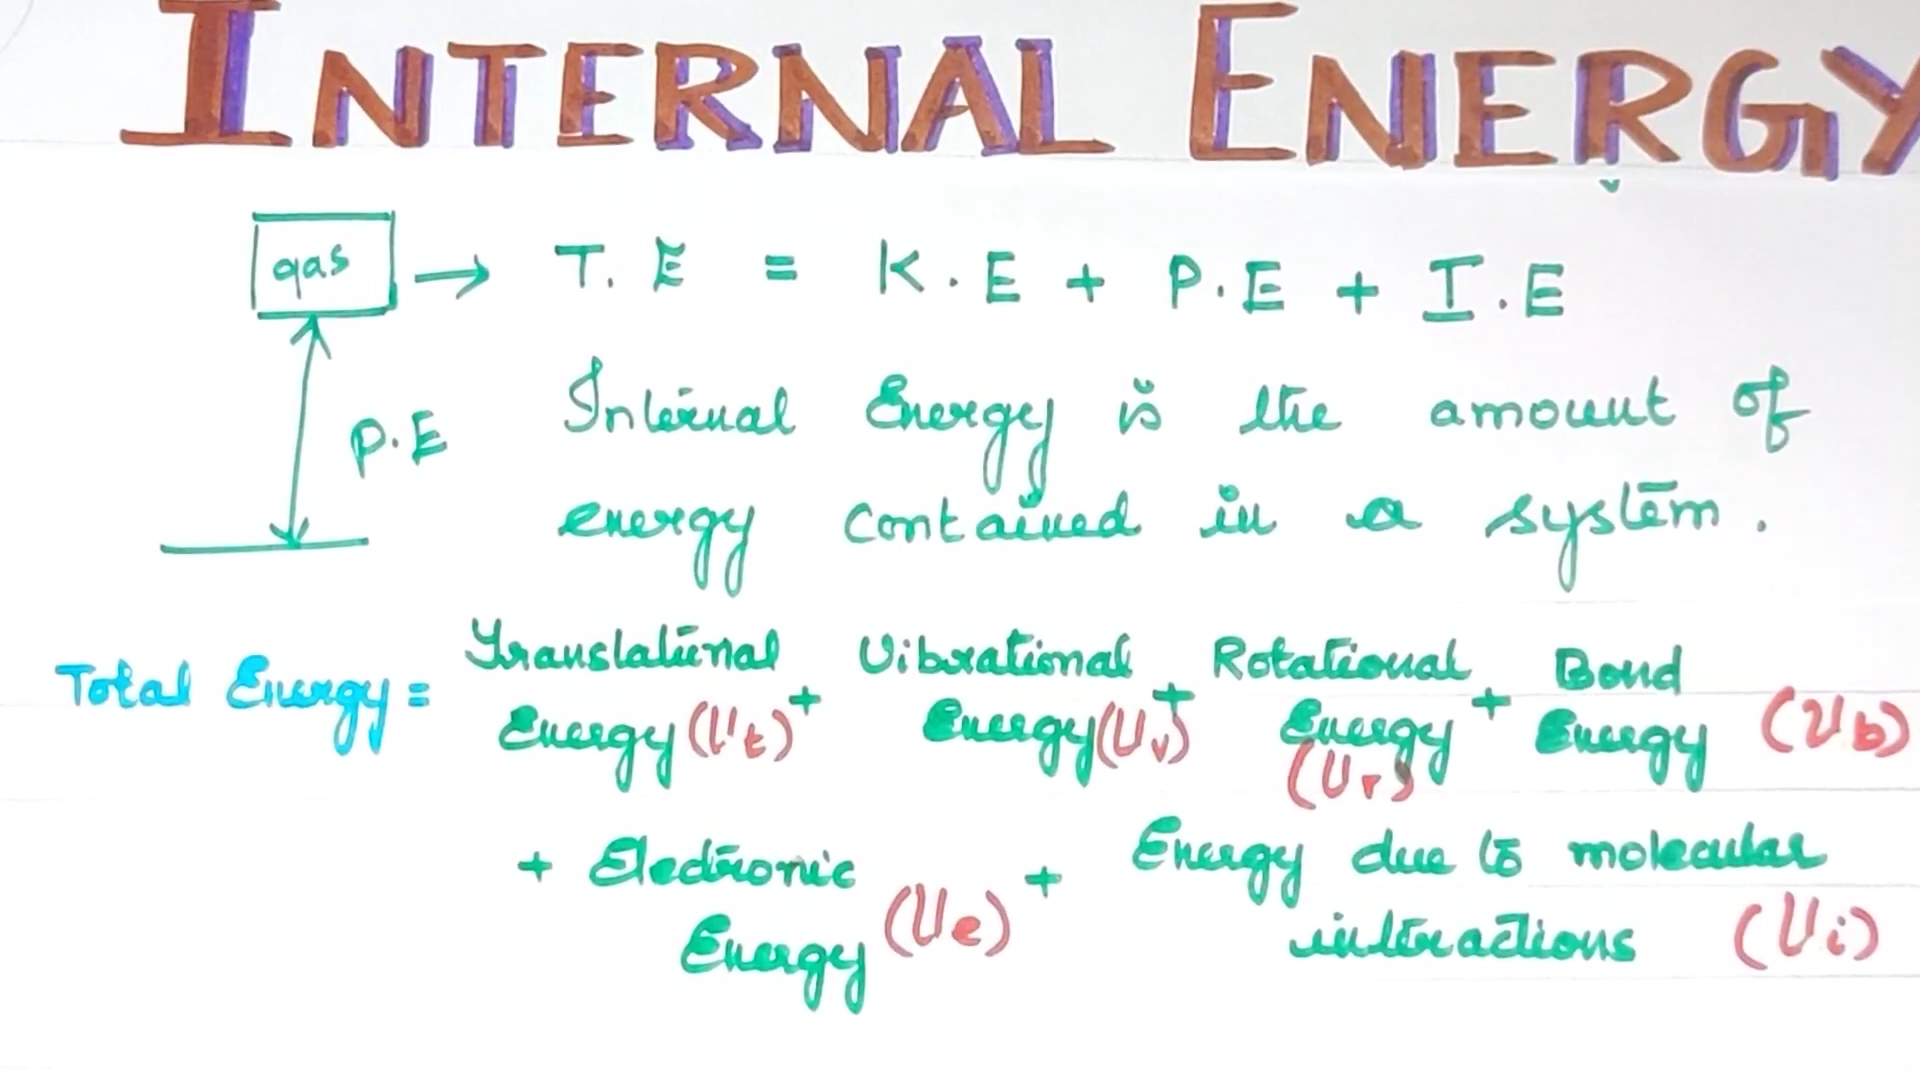 INTERNAL ENERGY
gas → T.E = K.E + P.E + I.E
P.E
Internal Energy is the amount of
energy contained in a system.
Total Energy = Translational Energy (Ut) + Vibrational Energy (Uv) + Rotational Energy (Ur) + Bond Energy (Ub)
+ Electronic Energy (Ue) + Energy due to molecular interactions (Ui)